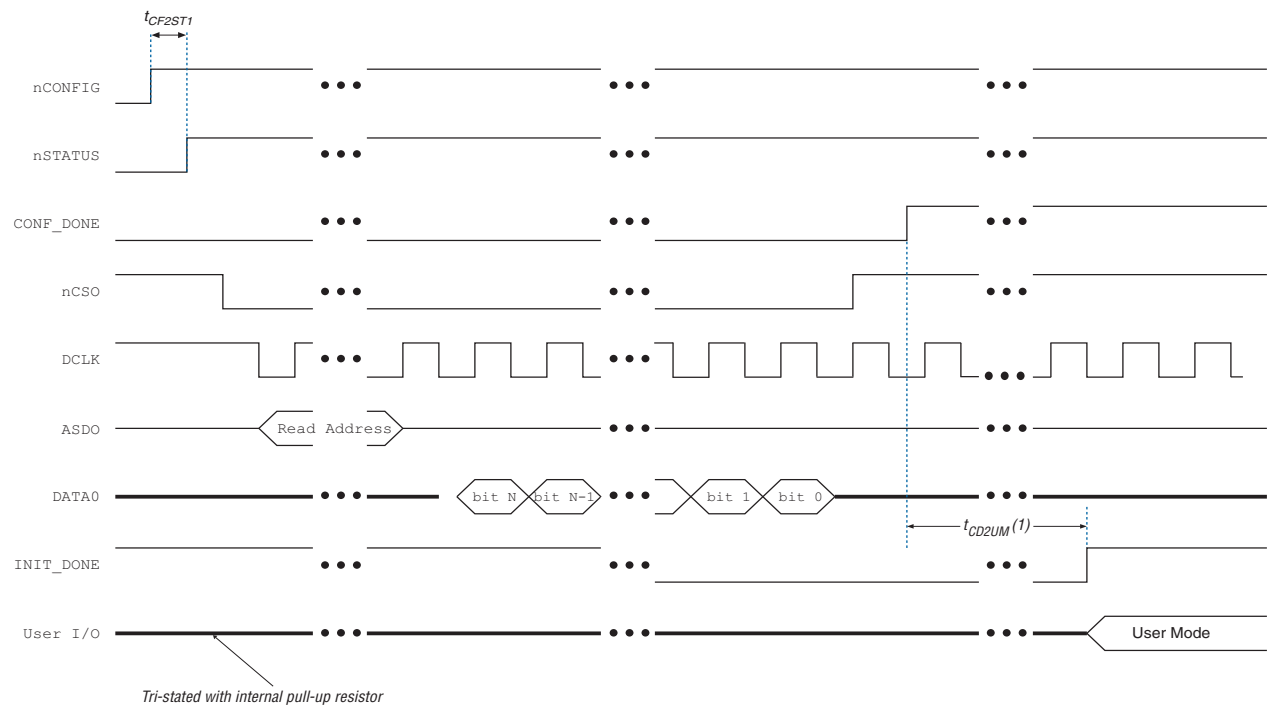 tCF2ST1
nCONFIG
nSTATUS
CONF_DONE
nCSO
DCLK
ASDO
Read Address
DATA0
bit N
bit N-1
bit 1
bit 0
tCD2UM (1)
INIT_DONE
User I/O
User Mode
Tri-stated with internal pull-up resistor